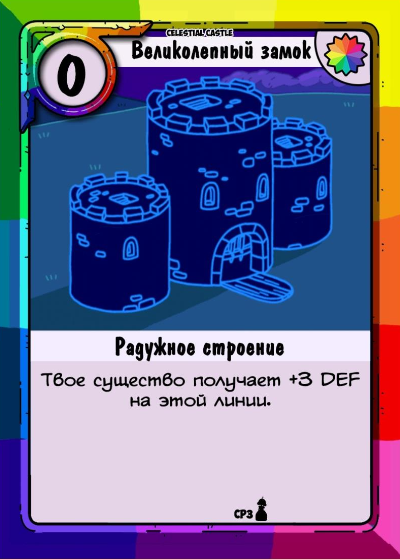 CELESTIAL CASTLE
0
Великолепный замок
Радужное строение
Твое существо получает +3 DEF
на этой линии.
CP3